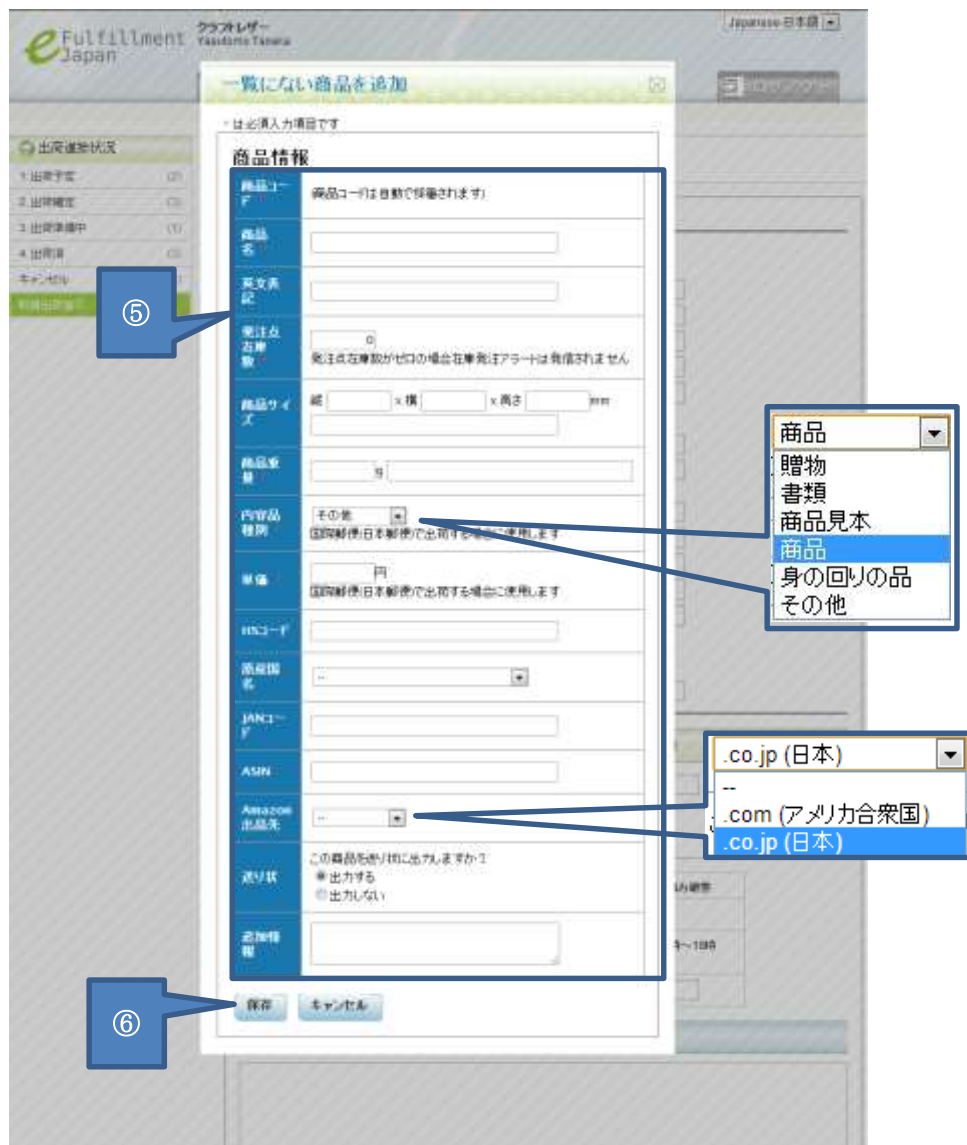 eFulfillment
Japan
クラフトレザー
Yasutomo Tanaka
Japanese-日本語
一覧にない商品を追加
ログアウト
* は必須入力項目です
出荷進捗状況
商品情報
1.出荷予定
2.出荷確定
3.出荷準備中 (1)
4.出荷済
キャンセル
商品コード
(商品コードは自動で採番されます)
商品名
英文表記
⑤
発注点在庫数
0
発注点在庫数がゼロの場合在庫発注アラートは発信されません
商品サイズ
縦 x 横 x 高さ mm
商品重量
g
内容品種別
その他
国際郵便(日本郵便)で出荷する場合に使用します
商品
贈物
書類
商品見本
商品
身の回りの品
その他
単価
円
国際郵便(日本郵便)で出荷する場合に使用します
HSコード
原産国名
--
JANコード
ASIN
Amazon出品先
--
.co.jp (日本)
--
.com (アメリカ合衆国)
.co.jp (日本)
送り状
この商品を送り状に出力しますか？
出力する
出力しない
追加情報
時～18時
保存
キャンセル
⑥